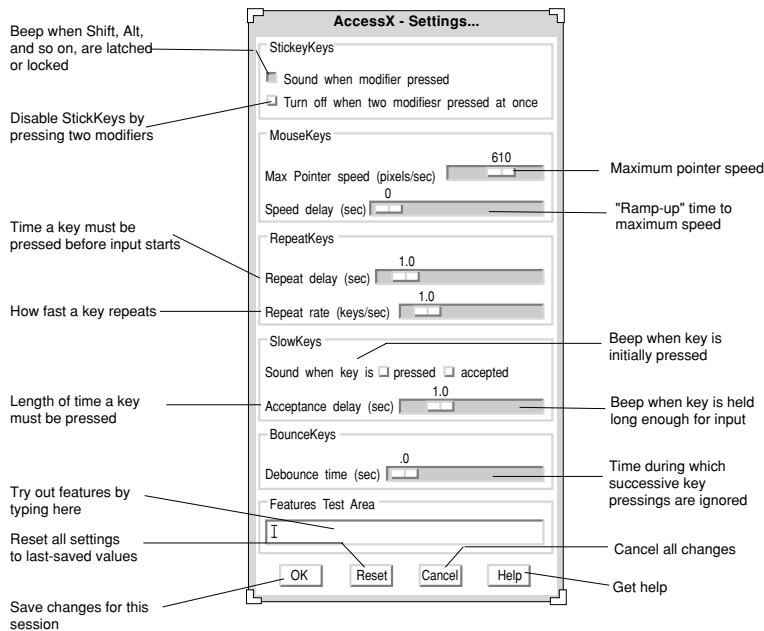 AccessX - Settings...
Beep when Shift, Alt,
and so on, are latched
or locked
StickeyKeys
Sound when modifier pressed
Turn off when two modifiesr pressed at once
Disable StickKeys by
pressing two modifiers
MouseKeys
610
Max Pointer speed (pixels/sec)
Maximum pointer speed
0
Speed delay (sec)
"Ramp-up" time to
maximum speed
Time a key must be
pressed before input starts
RepeatKeys
1.0
Repeat delay (sec)
1.0
How fast a key repeats
Repeat rate (keys/sec)
SlowKeys
Beep when key is
initially pressed
Sound when key is pressed accepted
1.0
Length of time a key
must be pressed
Acceptance delay (sec)
Beep when key is held
long enough for input
BounceKeys
.0
Debounce time (sec)
Time during which
successive key
pressings are ignored
Try out features by
typing here
Features Test Area
Reset all settings
to last-saved values
Cancel all changes
OK
Reset
Cancel
Help
Get help
Save changes for this
session